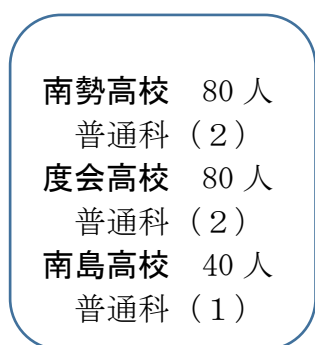 南勢高校　80 人
普通科（２）
度会高校　80 人
普通科（２）
南島高校　40 人
普通科（１）